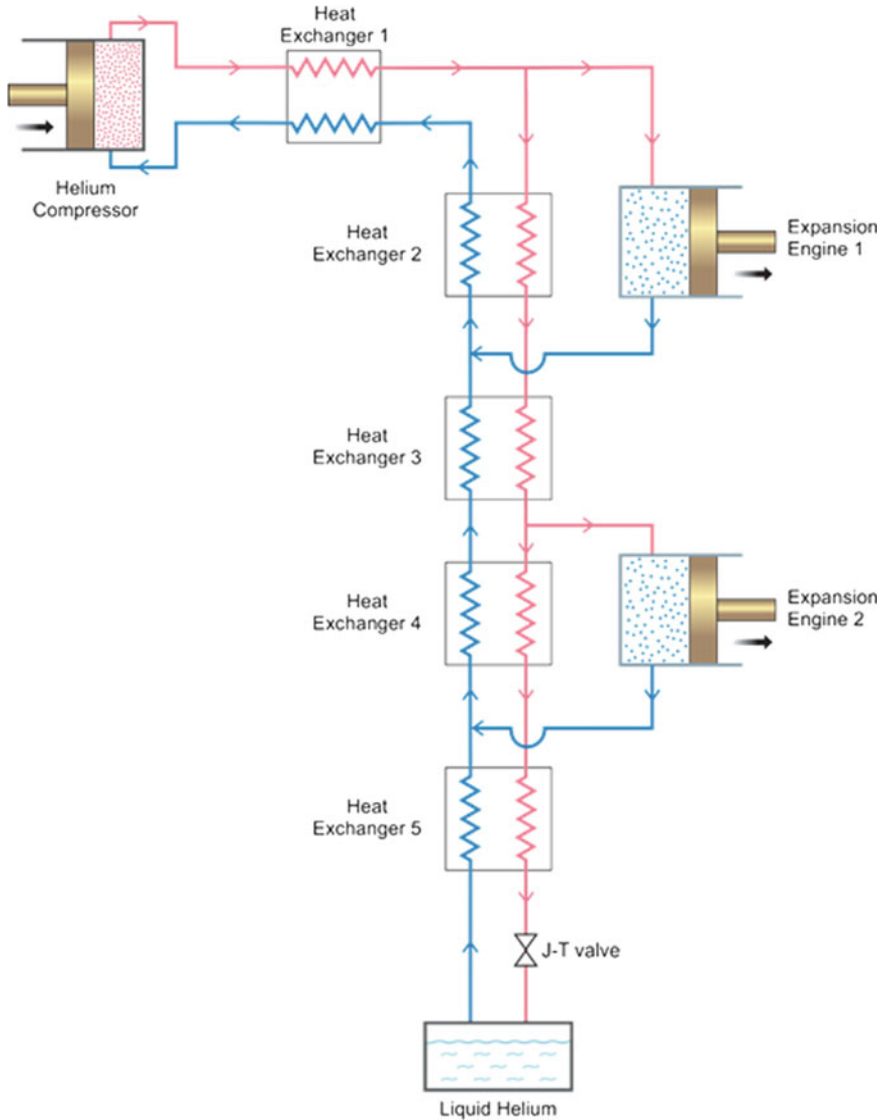 Heat
Exchanger 1
Helium
Compressor
Heat
Exchanger 2
Expansion
Engine 1
Heat
Exchanger 3
Heat
Exchanger 4
Expansion
Engine 2
Heat
Exchanger 5
J-T valve
Liquid Helium